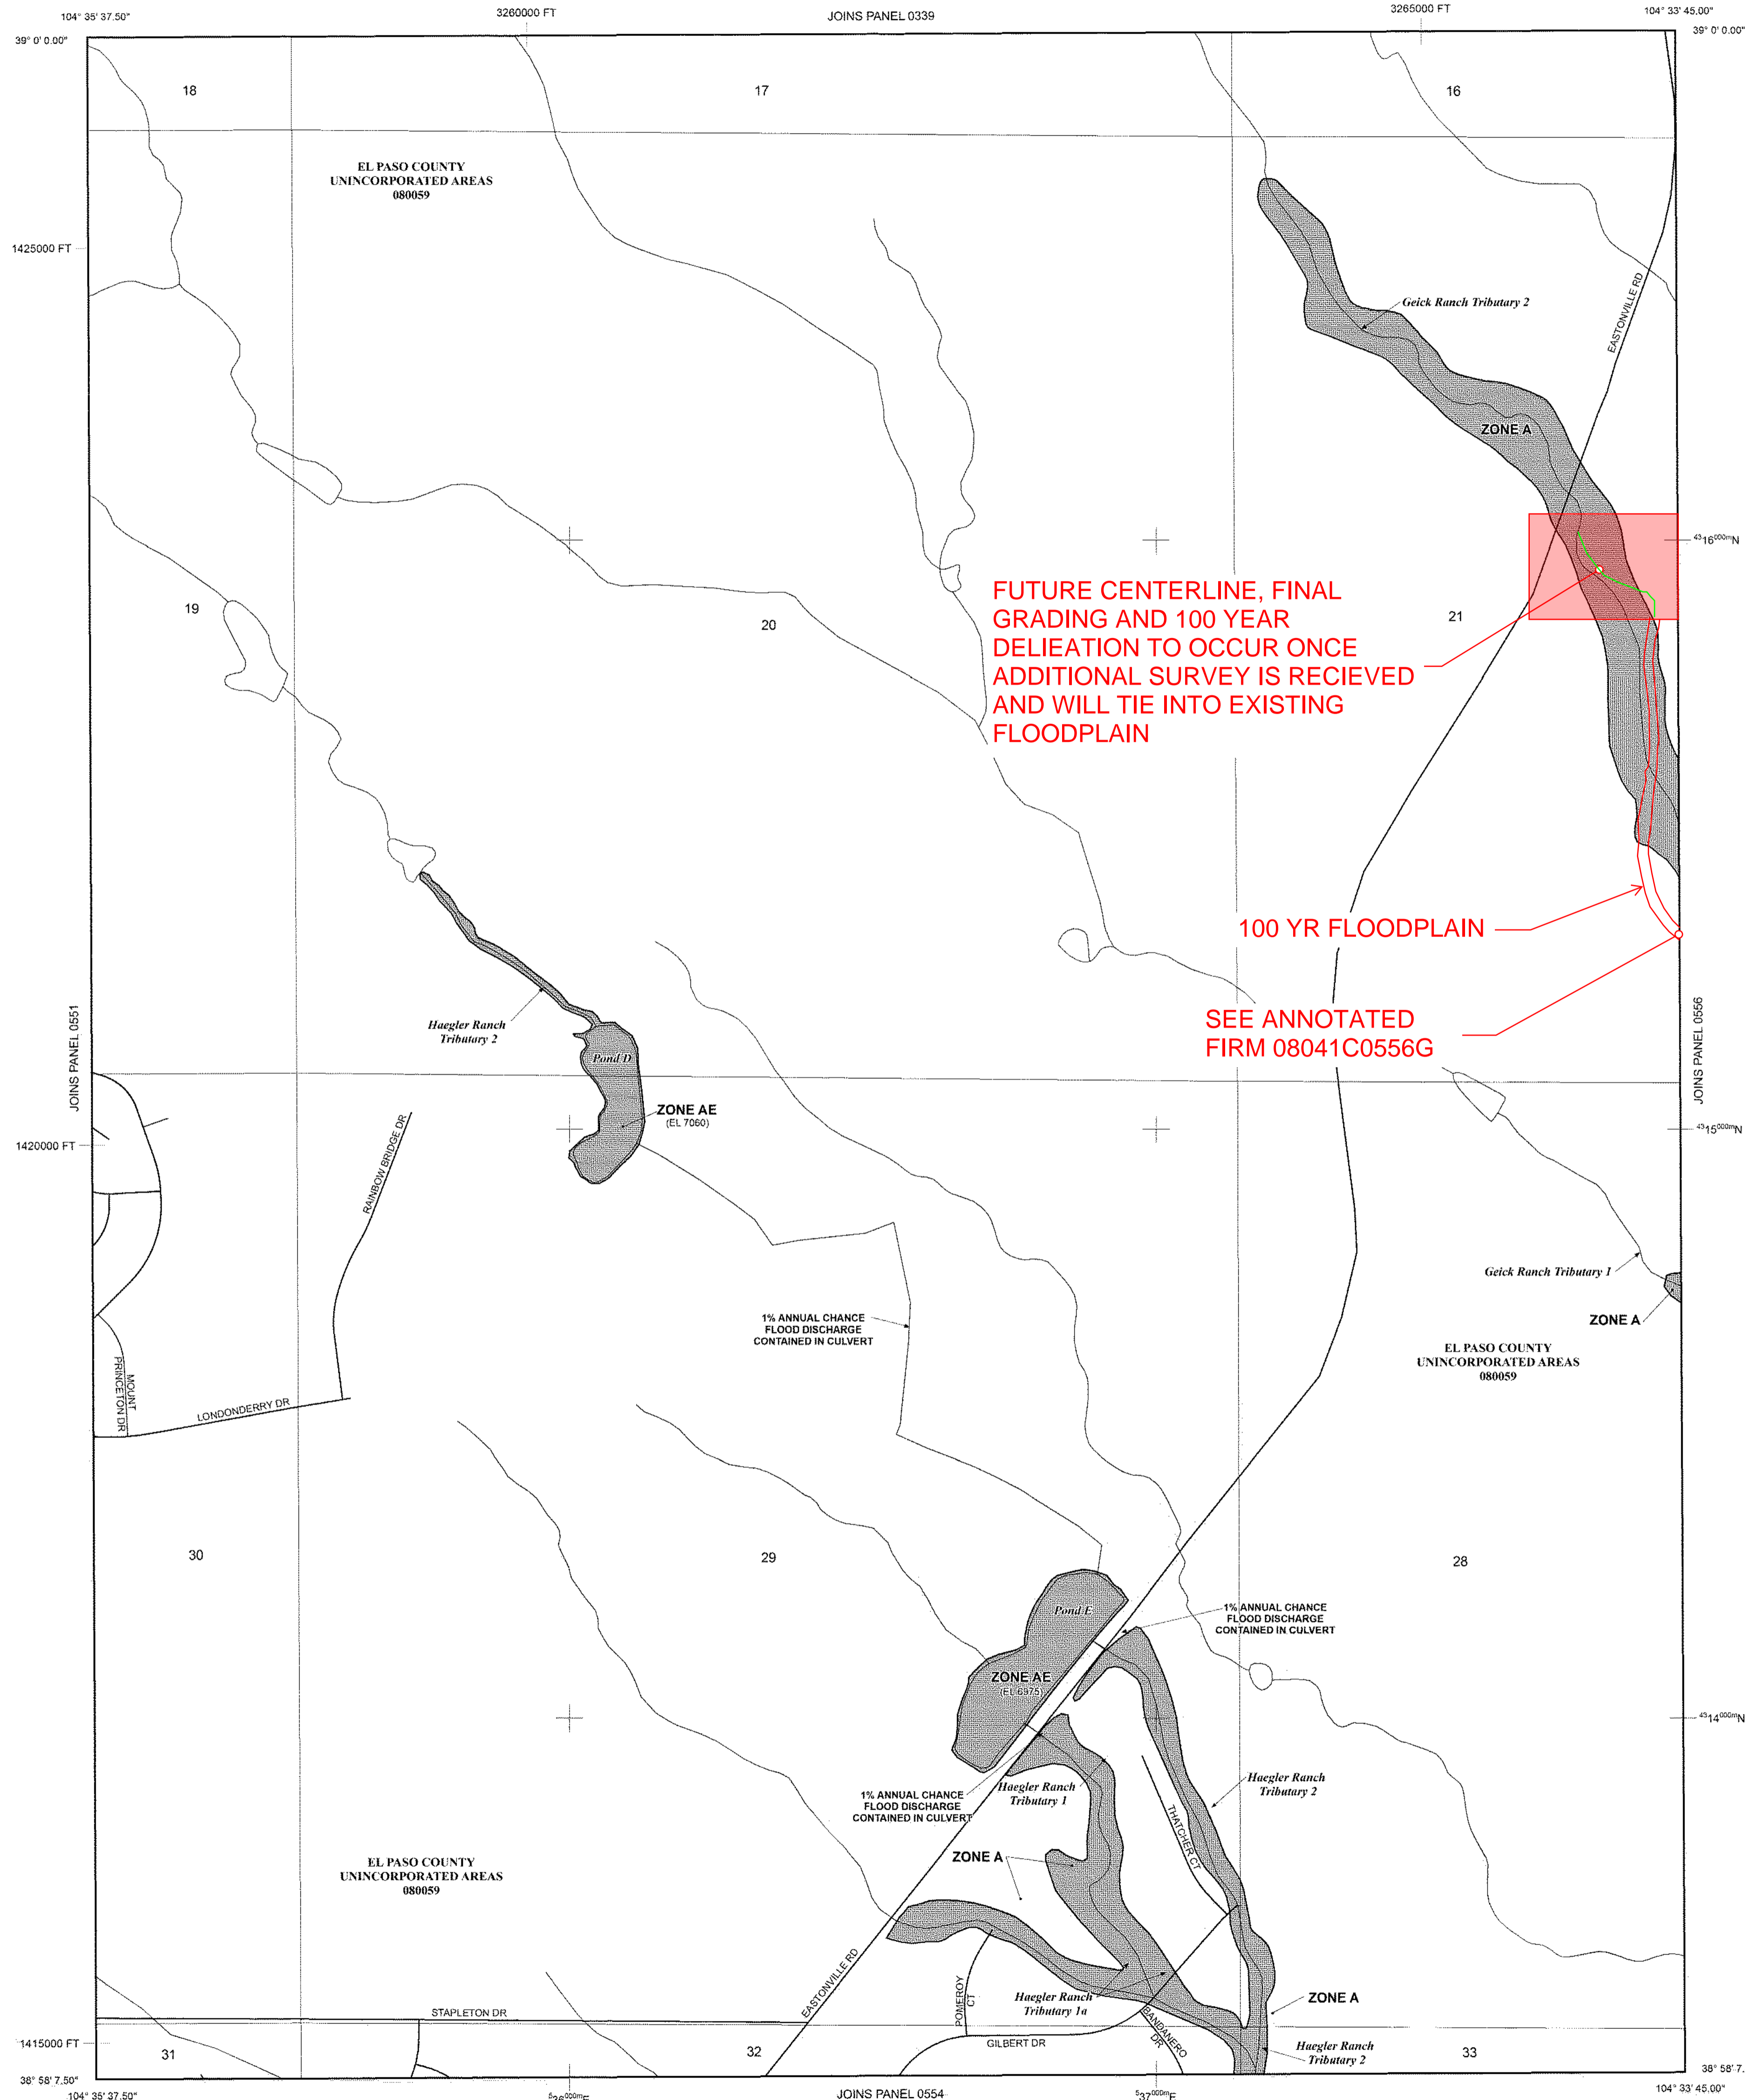 104° 35' 37.50"
3260000 FT
JOINS PANEL 0339
3265000 FT
104° 33' 45.00"
39° 0' 0.00"
39° 0' 0.00"
18
17
16
EL PASO COUNTY
UNINCORPORATED AREAS
080059
1425000 FT
EASTONVILLE RD
Geick Ranch Tributary 2
ZONE A
4316000mN
FUTURE CENTERLINE, FINAL
GRADING AND 100 YEAR
DELIEATION TO OCCUR ONCE
ADDITIONAL SURVEY IS RECIEVED
AND WILL TIE INTO EXISTING
FLOODPLAIN
19
20
21
100 YR FLOODPLAIN
SEE ANNOTATED
FIRM 08041C0556G
JOINS PANEL 0551
JOINS PANEL 0556
Haegler Ranch
Tributary 2
Pond D
ZONE AE
(EL 7060)
1420000 FT
4315000mN
RAINBOW BRIDGE DR
Geick Ranch Tributary 1
ZONE A
1% ANNUAL CHANCE
FLOOD DISCHARGE
CONTAINED IN CULVERT
EL PASO COUNTY
UNINCORPORATED AREAS
080059
MOUNT
PRINCETON DR
LONDONDERRY DR
30
29
28
Pond E
1% ANNUAL CHANCE
FLOOD DISCHARGE
CONTAINED IN CULVERT
ZONE AE
(EL 6975)
4314000mN
Haegler Ranch
Tributary 1
Haegler Ranch
Tributary 2
1% ANNUAL CHANCE
FLOOD DISCHARGE
CONTAINED IN CULVERT
THATCHER CT
ZONE A
EL PASO COUNTY
UNINCORPORATED AREAS
080059
EASTONVILLE RD
POMEROY
CT
Haegler Ranch
Tributary 1a
BANDANERO
DR
ZONE A
STAPLETON DR
GILBERT DR
Haegler Ranch
Tributary 2
1415000 FT
31
32
33
38° 58' 7.50"
38° 58' 7.
104° 35' 37.50"
536000mE
JOINS PANEL 0554
537000mE
104° 33' 45.00"